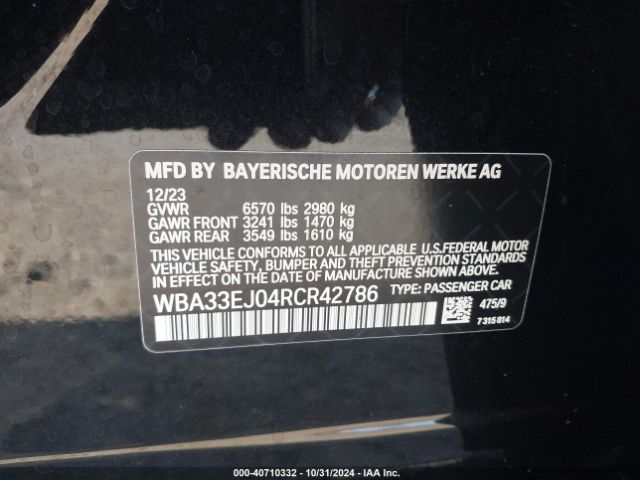 MFD BY BAYERISCHE MOTOREN WERKE AG
12/23
GVWR 6570 lbs 2980 kg
GAWR FRONT 3241 lbs 1470 kg
GAWR REAR 3549 lbs 1610 kg
THIS VEHICLE CONFORMS TO ALL APPLICABLE U.S.FEDERAL MOTOR
VEHICLE SAFETY, BUMPER AND THEFT PREVENTION STANDARDS
IN EFFECT ON THE DATE OF MANUFACTURE SHOWN ABOVE.
WBA33EJ04RCR42786 TYPE: PASSENGER CAR
475/9
7 315 814
000-40710332 - 10/31/2024 - IAA Inc.